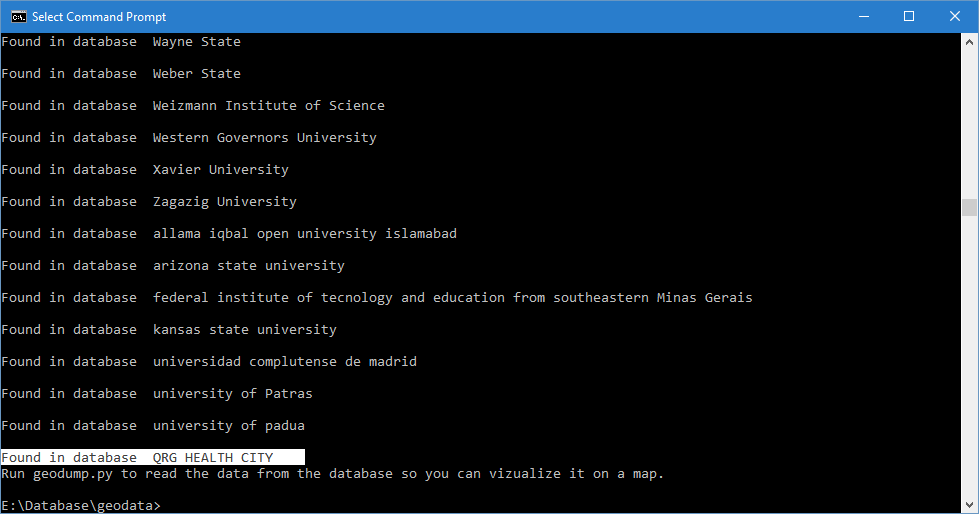 Select Command Prompt
Found in database  Wayne State
Found in database  Weber State
Found in database  Weizmann Institute of Science
Found in database  Western Governors University
Found in database  Xavier University
Found in database  Zagazig University
Found in database  allama iqbal open university islamabad
Found in database  arizona state university
Found in database  federal institute of tecnology and education from southeastern Minas Gerais
Found in database  kansas state university
Found in database  universidad complutense de madrid
Found in database  university of Patras
Found in database  university of padua
Found in database  QRG HEALTH CITY
Run geodump.py to read the data from the database so you can vizualize it on a map.
E:\Database\geodata>